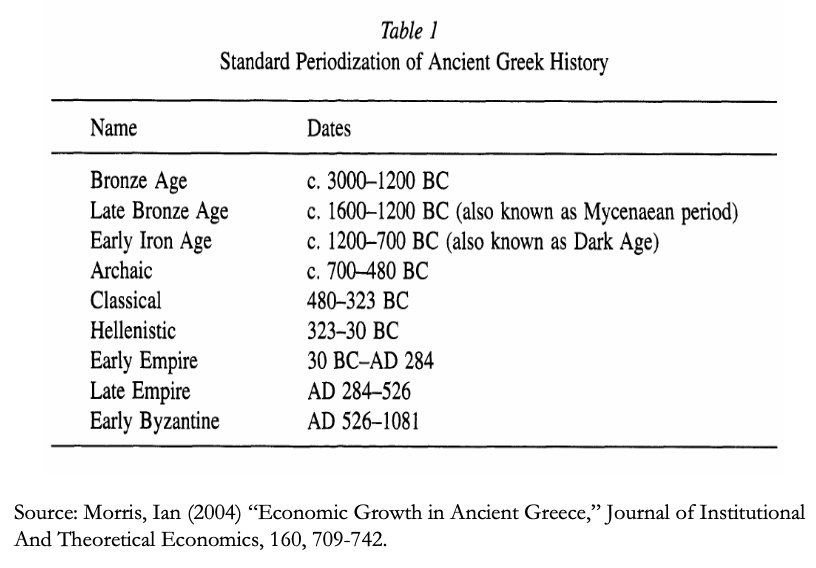 Table 1
Standard Periodization of Ancient Greek History
Name Dates
Bronze Age c. 3000–1200 BC
Late Bronze Age c. 1600–1200 BC (also known as Mycenaean period)
Early Iron Age c. 1200–700 BC (also known as Dark Age)
Archaic c. 700–480 BC
Classical 480–323 BC
Hellenistic 323–30 BC
Early Empire 30 BC–AD 284
Late Empire AD 284–526
Early Byzantine AD 526–1081
Source: Morris, Ian (2004) “Economic Growth in Ancient Greece,” Journal of Institutional
And Theoretical Economics, 160, 709-742.